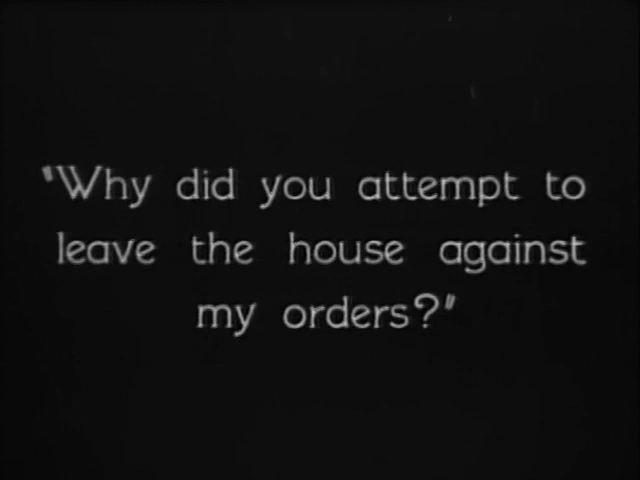 "Why did you attempt to
leave the house against
my orders?"